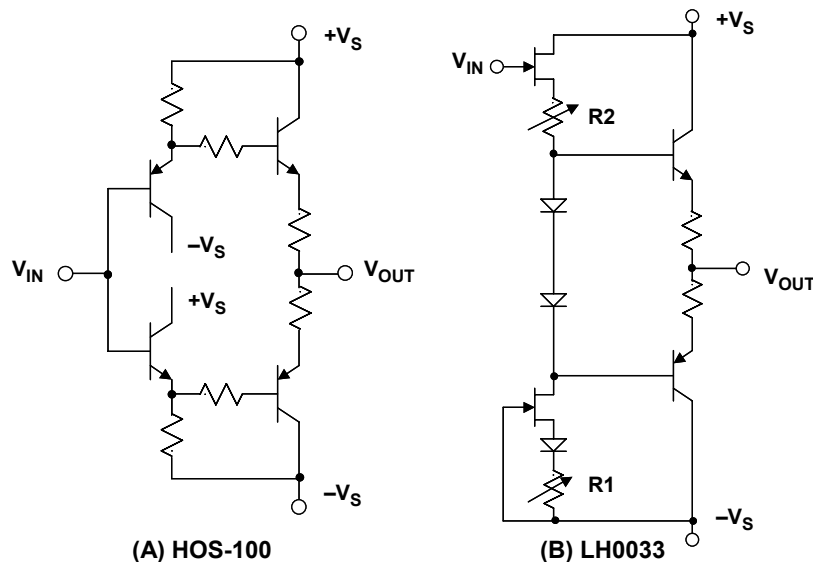 +VS
VIN
–VS
+VS
VOUT
–VS
(A) HOS-100
+VS
VIN
R2
VOUT
R1
–VS
(B) LH0033